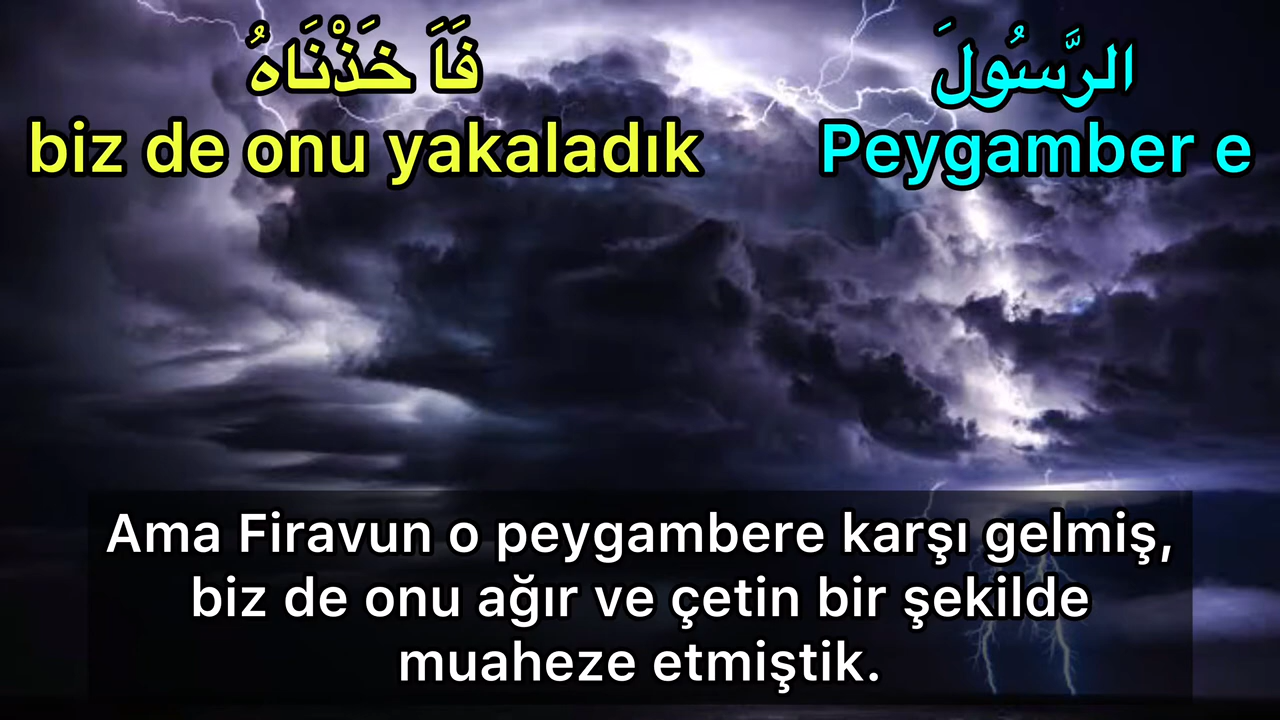 الرَّسُولَ فَاَ خَذْنَاهُ
Peygamber e biz de onu yakaladık
Ama Firavun o peygambere karşı gelmiş,
biz de onu ağır ve çetin bir şekilde
muaheze etmiştik.